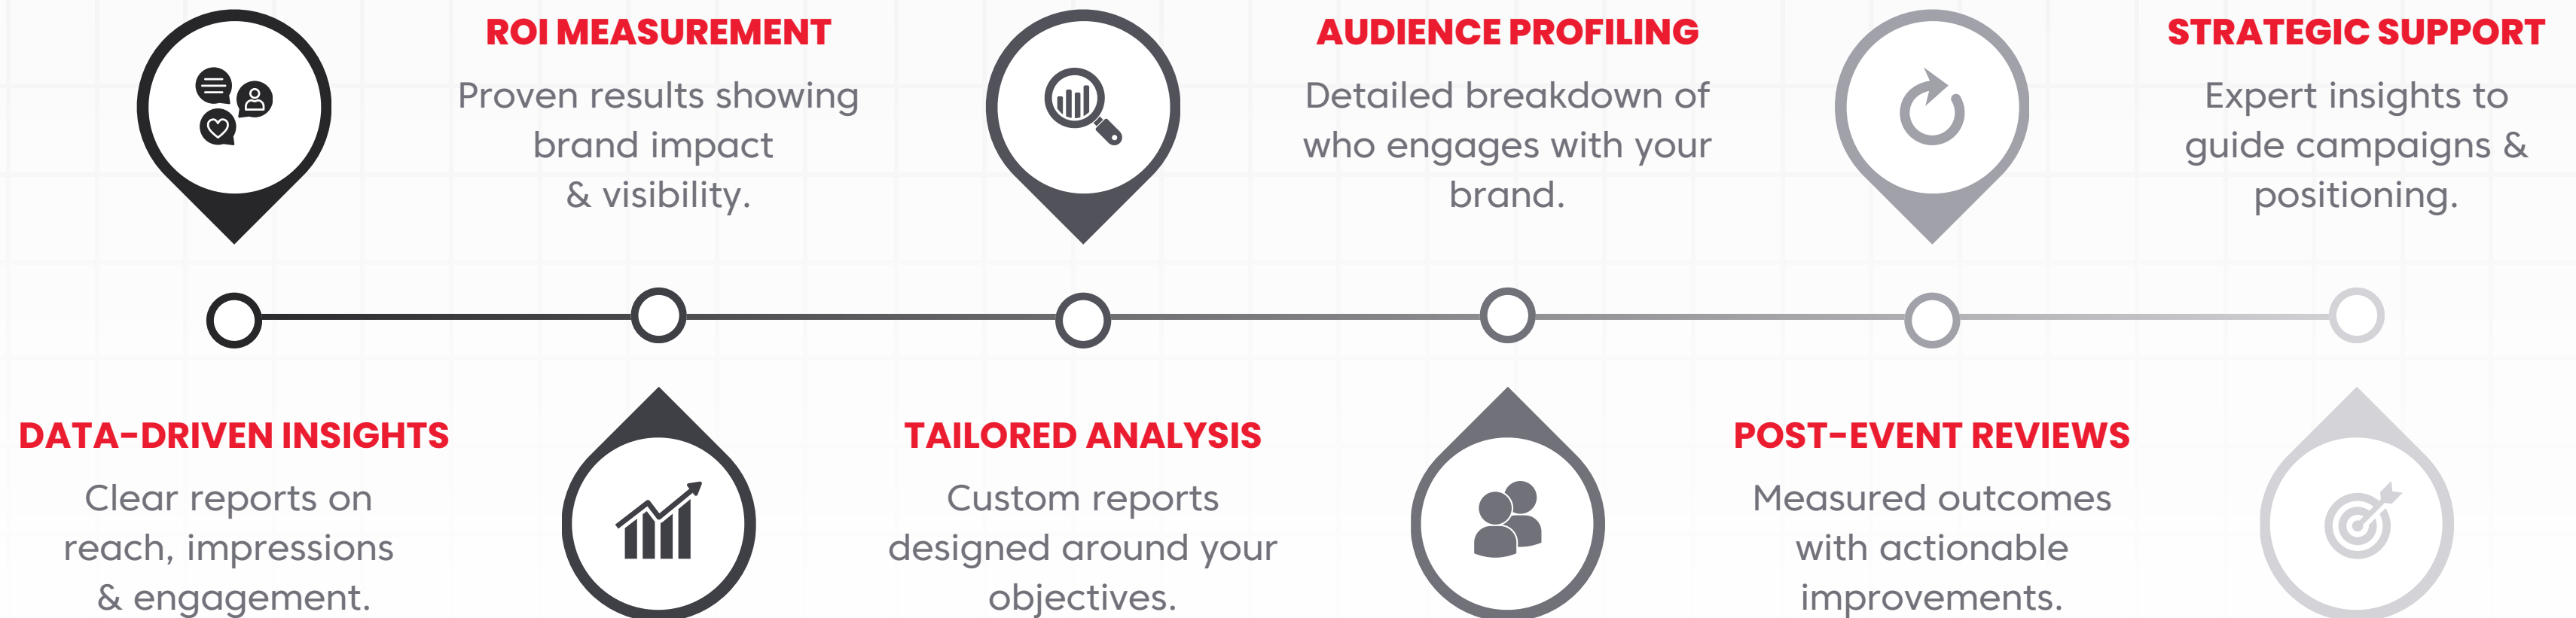 ROI MEASUREMENT
Proven results showing
brand impact
& visibility.
AUDIENCE PROFILING
Detailed breakdown of
who engages with your
brand.
STRATEGIC SUPPORT
Expert insights to
guide campaigns &
positioning.
DATA-DRIVEN INSIGHTS
Clear reports on
reach, impressions
& engagement.
TAILORED ANALYSIS
Custom reports
designed around your
objectives.
POST-EVENT REVIEWS
Measured outcomes
with actionable
improvements.